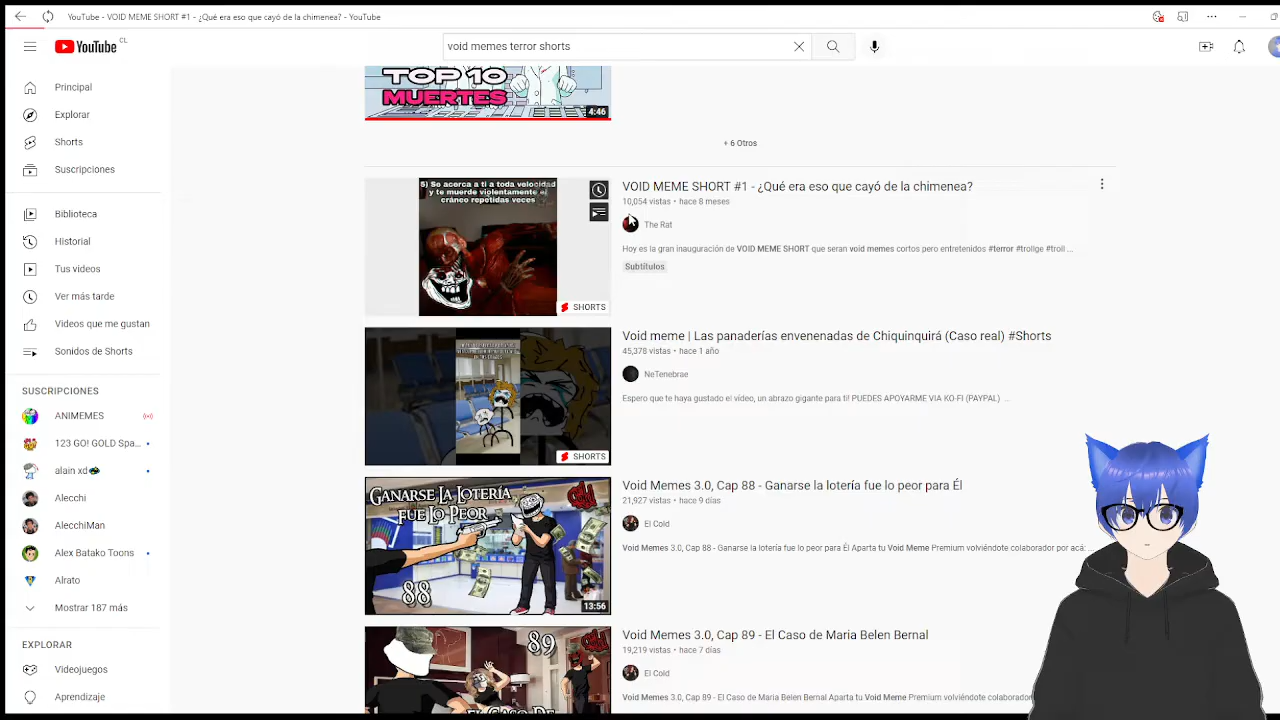 YouTube - VOID MEME SHORT #1 - ¿Qué era eso que cayó de la chimenea? - YouTube
YouTube CL
void memes terror shorts
Principal
Explorar
Shorts
Suscripciones
Biblioteca
Historial
Tus videos
Ver más tarde
Videos que me gustan
Sonidos de Shorts
SUSCRIPCIONES
ANIMEMES
123 GO! GOLD Spa...
alain xd
Alecchi
AlecchiMan
Alex Batako Toons
Alrato
Mostrar 187 más
EXPLORAR
Videojuegos
Aprendizaje
TOP 10
MUERTES
4:46
+ 6 Otros
5) Se acerca a ti a toda velocidad
y te muerde violentamente el
cráneo repetidas veces
SHORTS
VOID MEME SHORT #1 - ¿Qué era eso que cayó de la chimenea?
10,054 vistas • hace 8 meses
The Rat
Hoy es la gran inauguración de VOID MEME SHORT que seran void memes cortos pero entretenidos #terror #trollge #troll ...
Subtítulos
SHORTS
Void meme | Las panaderías envenenadas de Chiquinquirá (Caso real) #Shorts
45,378 vistas • hace 1 año
NeTenebrae
Espero que te haya gustado el vídeo, un abrazo gigante para ti! PUEDES APOYARME VIA KO-FI (PAYPAL) ...
GANARSE LA LOTERÍA
FUE LO PEOR
88
13:56
Void Memes 3.0, Cap 88 - Ganarse la lotería fue lo peor para Él
21,927 vistas • hace 9 días
El Cold
Void Memes 3.0, Cap 88 - Ganarse la lotería fue lo peor para Él Aparta tu Void Meme Premium volviéndote colaborador por acá: ...
89
EL CASO DE
Void Memes 3.0, Cap 89 - El Caso de Maria Belen Bernal
19,219 vistas • hace 7 días
El Cold
Void Memes 3.0, Cap 89 - El Caso de Maria Belen Bernal Aparta tu Void Meme Premium volviéndote colaborador